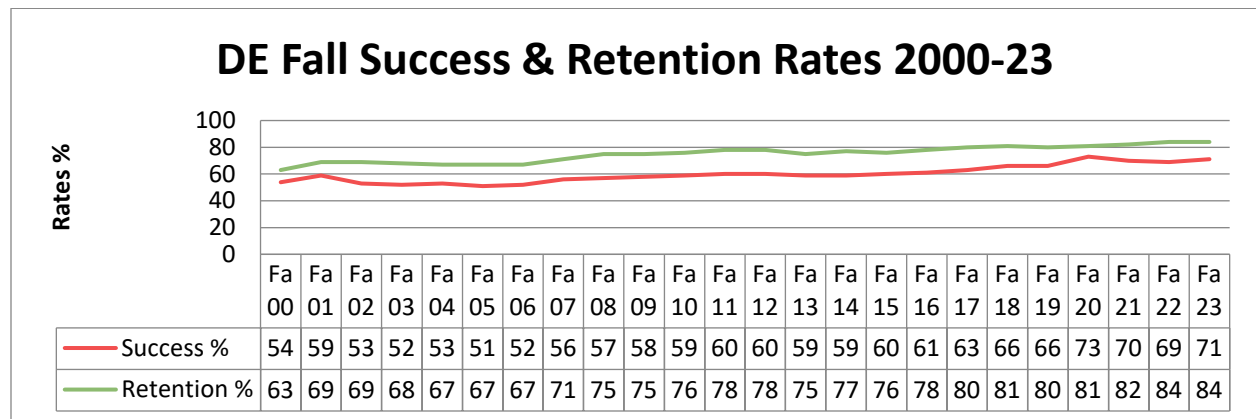 DE Fall Success & Retention Rates 2000-23
Rates %
100
80
60
40
20
0
Fa 00 Fa 01 Fa 02 Fa 03 Fa 04 Fa 05 Fa 06 Fa 07 Fa 08 Fa 09 Fa 10 Fa 11 Fa 12 Fa 13 Fa 14 Fa 15 Fa 16 Fa 17 Fa 18 Fa 19 Fa 20 Fa 21 Fa 22 Fa 23
Success % 54 59 53 52 53 51 52 56 57 58 59 60 60 59 59 60 61 63 66 66 73 70 69 71
Retention % 63 69 69 68 67 67 67 71 75 75 76 78 78 75 77 76 78 80 81 80 81 82 84 84